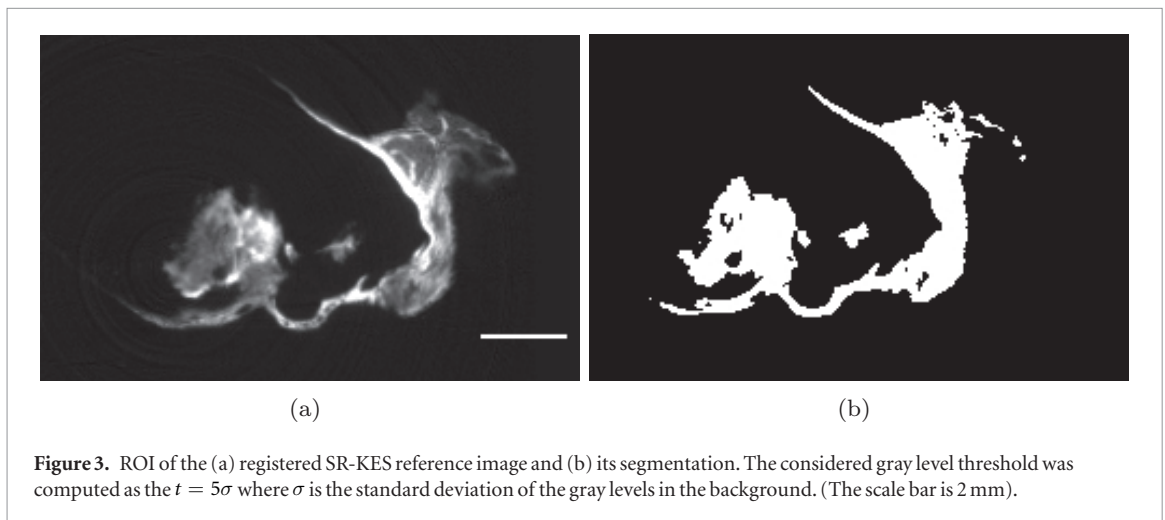 (a)
(b)
Figure 3. ROI of the (a) registered SR-KES reference image and (b) its segmentation. The considered gray level threshold was
computed as the t = 5σ where σ is the standard deviation of the gray levels in the background. (The scale bar is 2 mm).